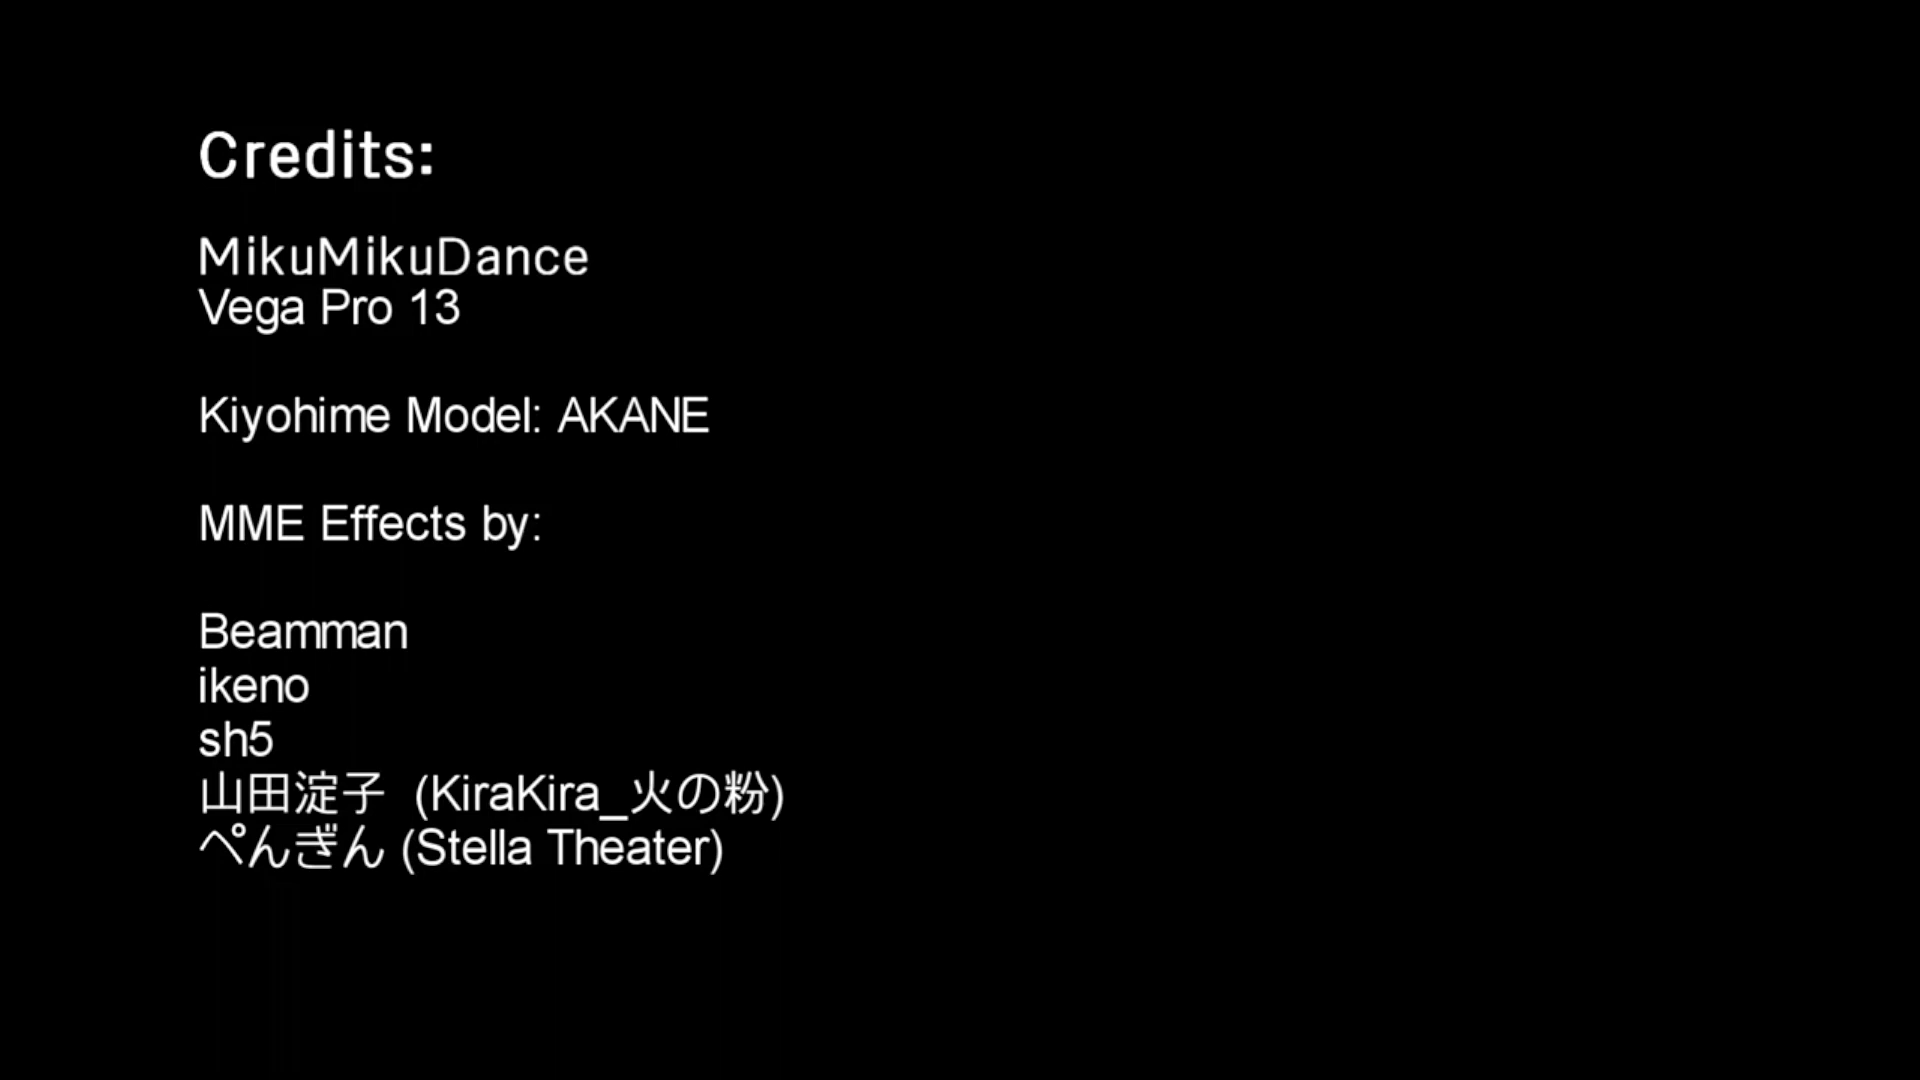 Credits:
MikuMikuDance
Vega Pro 13
Kiyohime Model: AKANE
MME Effects by:
Beamman
ikeno
sh5
山田淀子 (KiraKira_火の粉)
ぺんぎん (Stella Theater)